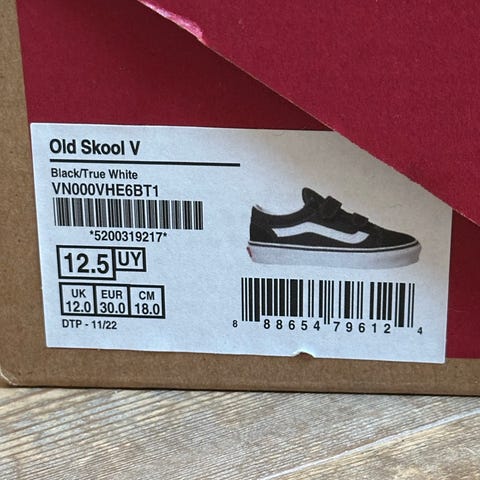 Old Skool V
Black/True White
VN000VHE6BT1
*5200319217*
12.5 UY
UK EUR CM
12.0 30.0 18.0
DTP - 11/22
8 88654 79612 4